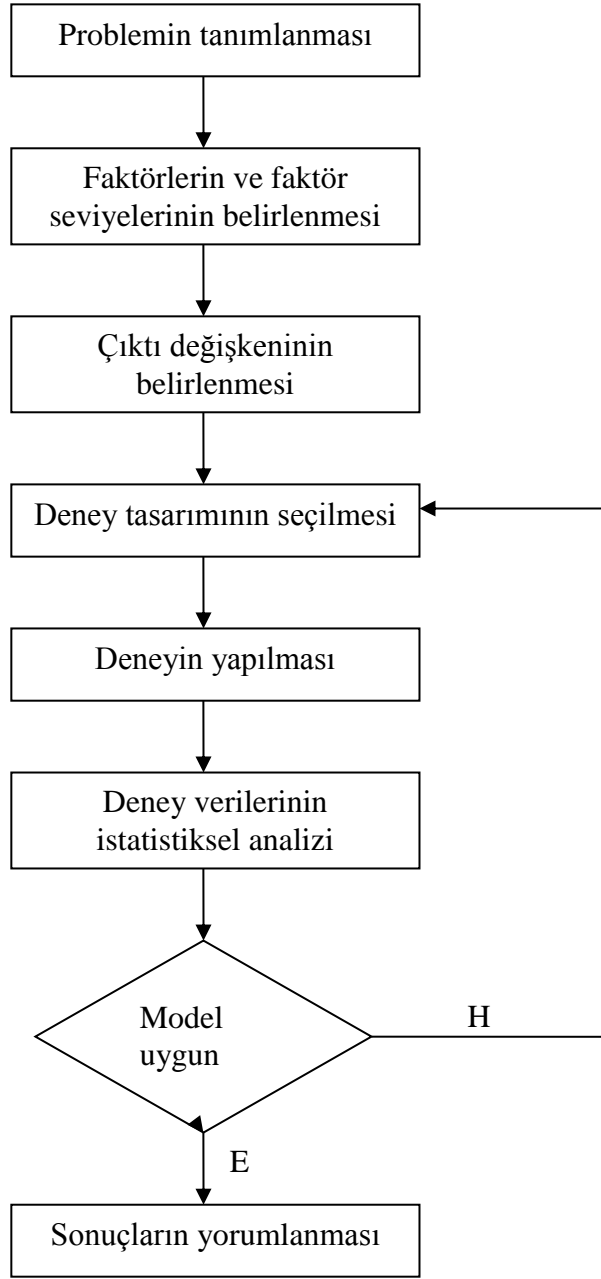 Problemin tanımlanması
Faktörlerin ve faktör
seviyelerinin belirlenmesi
Çıktı değişkeninin
belirlenmesi
Deney tasarımının seçilmesi
Deneyin yapılması
Deney verilerinin
istatistiksel analizi
Model
uygun
H
E
Sonuçların yorumlanması